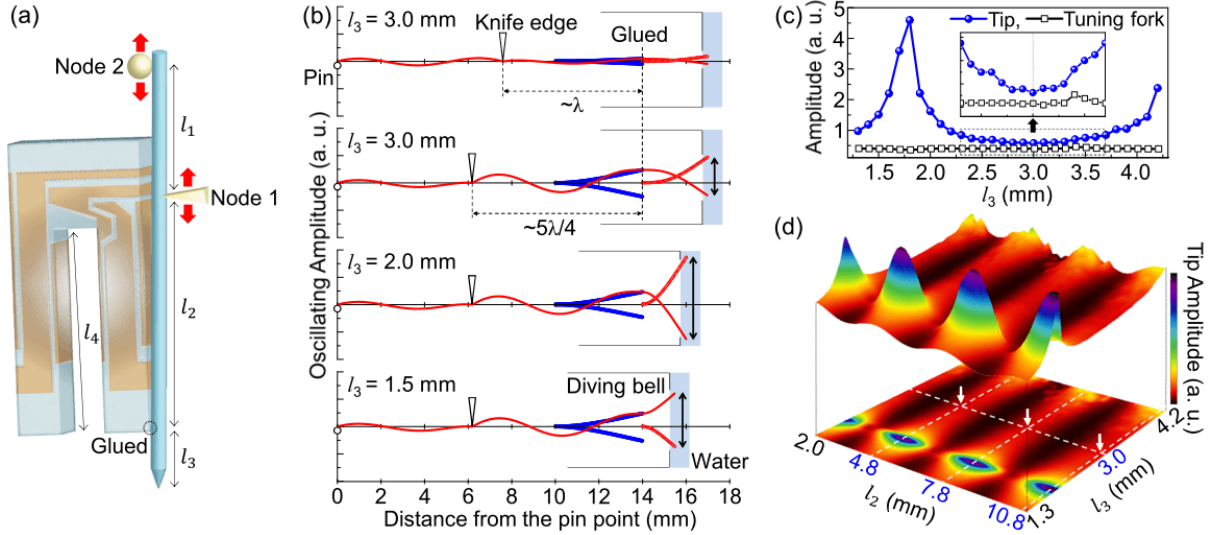 (a)
Node 2
l₁
Node 1
l₂
l₄
Glued
l₃
(b)
Oscillating Amplitude (a. u.)
l₃ = 3.0 mm
Knife edge
Glued
Pin
~λ
l₃ = 3.0 mm
~5λ/4
l₃ = 2.0 mm
l₃ = 1.5 mm
Diving bell
Water
0 2 4 6 8 10 12 14 16 18
Distance from the pin point (mm)
(c)
Amplitude (a. u.)
5
4
3
2
1
0
Tip, Tuning fork
1.5 2.0 2.5 3.0 3.5 4.0
l₃ (mm)
(d)
Tip Amplitude (a. u.)
2.0 4.8 7.8 10.8
l₂ (mm)
1.3 3.0 4.2
l₃ (mm)